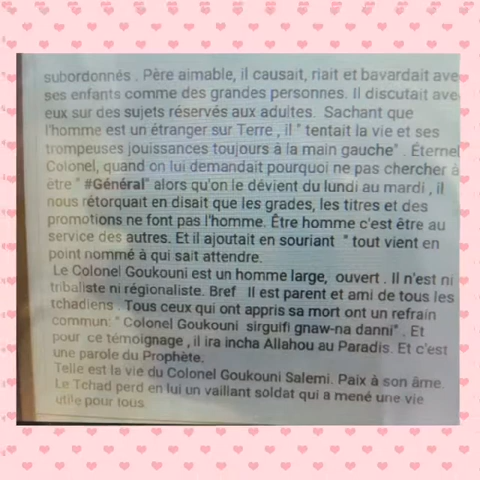 subordonnés . Père aimable, il causait, riait et bavardait ave
ses enfants comme des grandes personnes. Il discutait ave
eux sur des sujets réservés aux adultes. Sachant que
l'homme est un étranger sur Terre , il " tentait la vie et ses
trompeuses jouissances toujours à la main gauche" . Éternel
Colonel, quand on lui demandait pourquoi ne pas chercher à
être " #Général" alors qu'on le dévient du lundi au mardi , il
nous rétorquait en disait que les grades, les titres et des
promotions ne font pas l'homme. Être homme c'est être au
service des autres. Et il ajoutait en souriant " tout vient en
point nommé à qui sait attendre.
Le Colonel Goukouni est un homme large, ouvert . Il n'est ni
tribaliste ni régionaliste. Bref Il est parent et ami de tous les
tchadiens . Tous ceux qui ont appris sa mort ont un refrain
commun: " Colonel Goukouni sirguifi gnaw-na danni" . Et
pour ce témoignage , il ira incha Allahou au Paradis. Et c'est
une parole du Prophète.
Telle est la vie du Colonel Goukouni Salemi. Paix à son âme.
Le Tchad perd en lui un vaillant soldat qui a mené une vie
utile pour tous